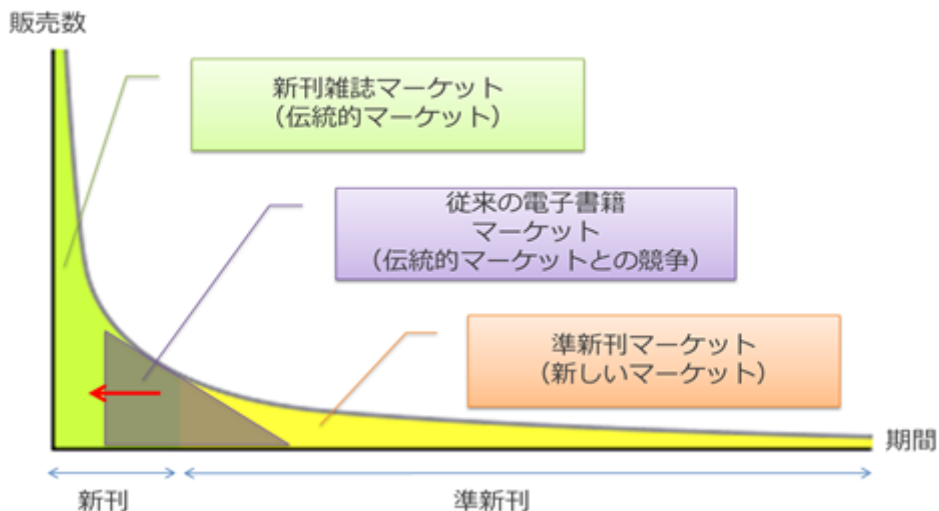 販売数
新刊雑誌マーケット
（伝統的マーケット）
従来の電子書籍
マーケット
（伝統的マーケットとの競争）
準新刊マーケット
（新しいマーケット）
期間
新刊
準新刊